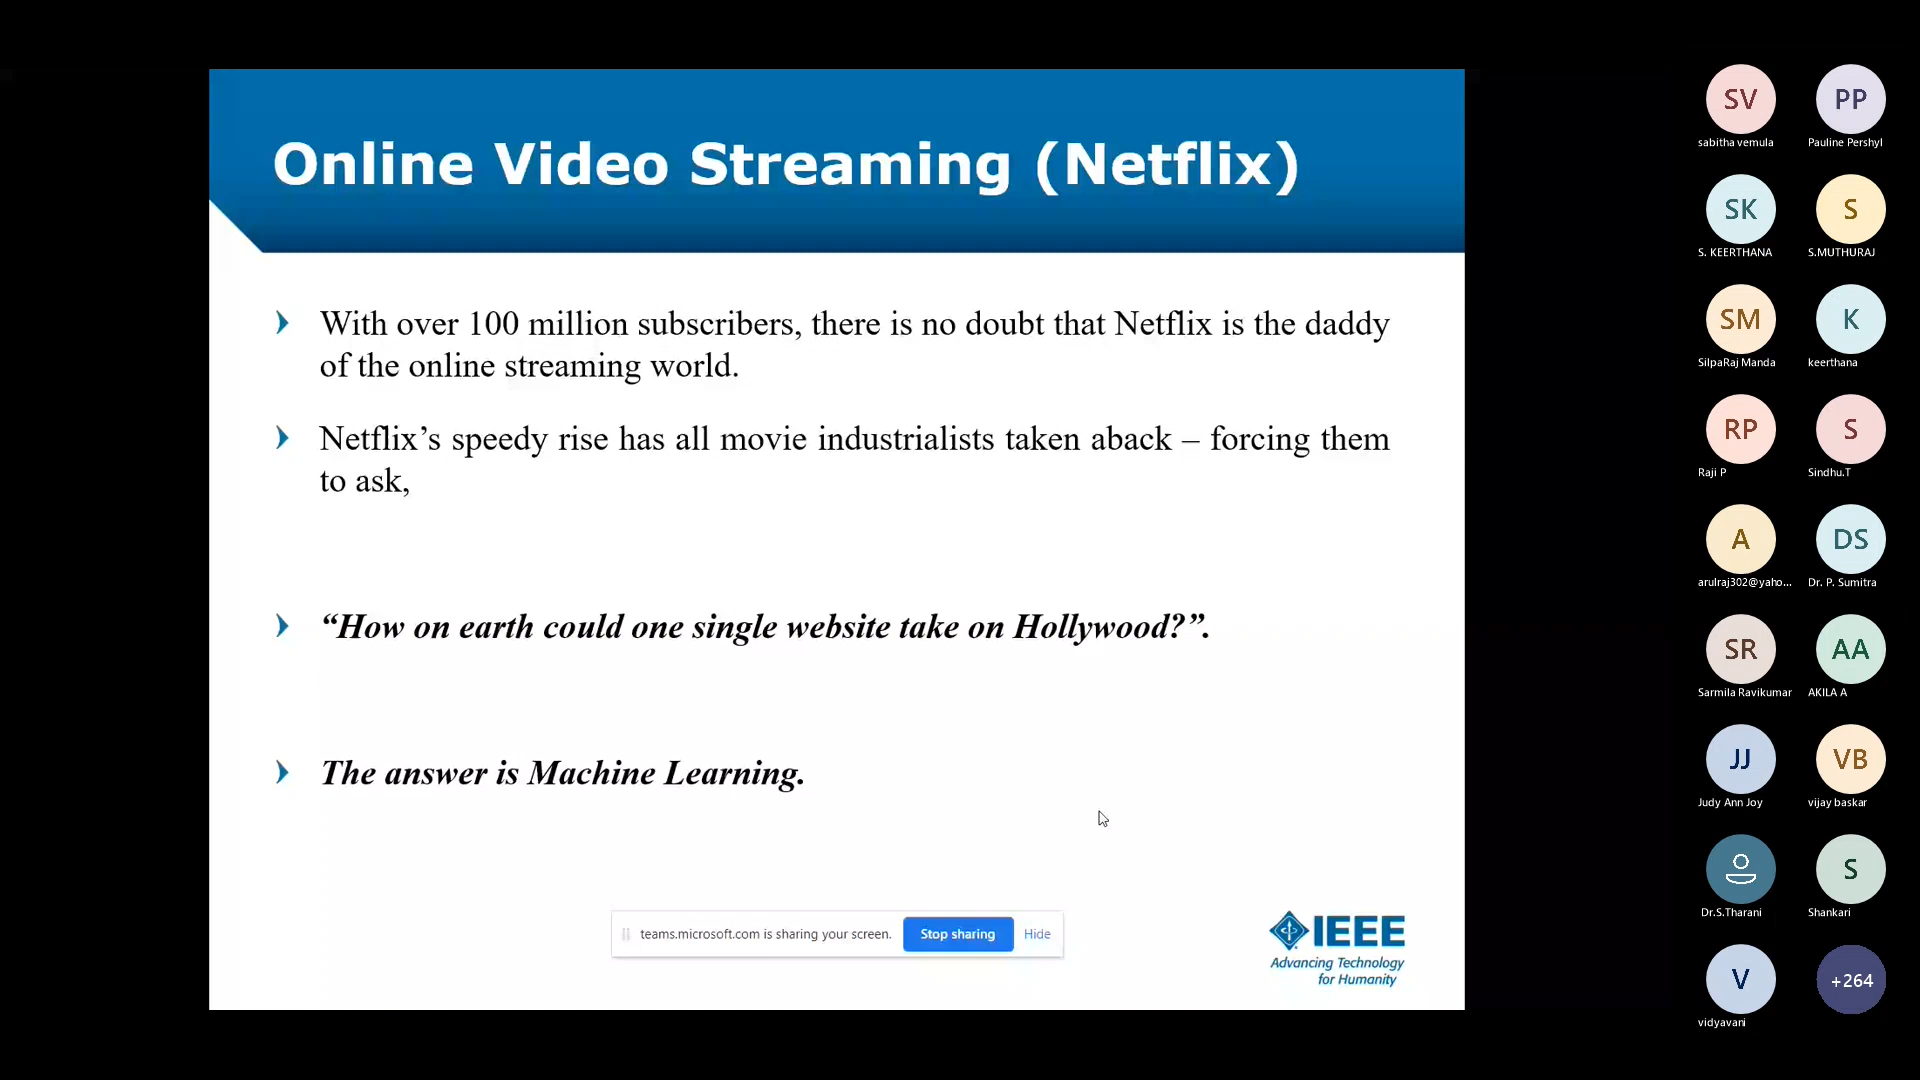 Online Video Streaming (Netflix)
With over 100 million subscribers, there is no doubt that Netflix is the daddy
of the online streaming world.
Netflix’s speedy rise has all movie industrialists taken aback – forcing them
to ask,
“How on earth could one single website take on Hollywood?”.
The answer is Machine Learning.
teams.microsoft.com is sharing your screen.
Stop sharing
Hide
IEEE
Advancing Technology
for Humanity
SV
PP
sabitha vemula
Pauline Pershyl
SK
S
S. KEERTHANA
S.MUTHURAJ
SM
K
SilpaRaj Manda
keerthana
RP
S
Raji P
Sindhu.T
A
DS
arulraj302@yaho...
Dr. P. Sumitra
SR
AA
Sarmila Ravikumar
AKILA A
JJ
VB
Judy Ann Joy
vijay baskar
S
Dr.S.Tharani
Shankari
V
+264
vidyavani